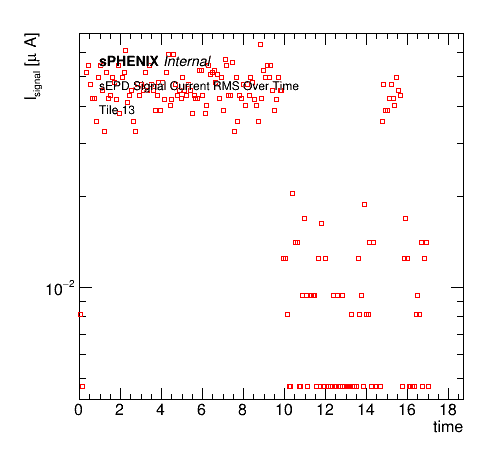 I_signal [μ A]
sPHENIX Internal
sEPD Signal Current RMS Over Time
Tile 13
10⁻²
0 2 4 6 8 10 12 14 16 18
time